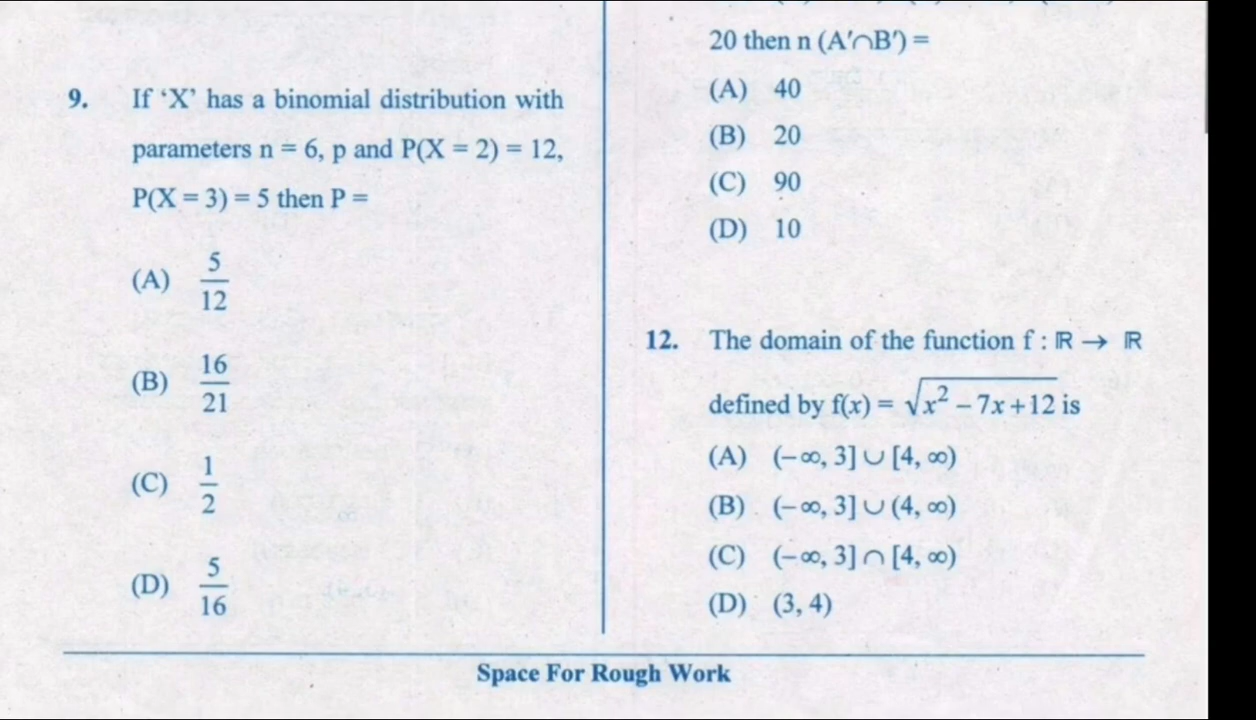 9. If ‘X’ has a binomial distribution with
parameters n = 6, p and P(X = 2) = 12,
P(X = 3) = 5 then P =
(A) 5/12
(B) 16/21
(C) 1/2
(D) 5/16
20 then n (A′∩B′) =
(A) 40
(B) 20
(C) 90
(D) 10
12. The domain of the function f : ℝ → ℝ
defined by f(x) = √(x² – 7x + 12) is
(A) (–∞, 3] ∪ [4, ∞)
(B) (–∞, 3] ∪ (4, ∞)
(C) (–∞, 3] ∩ [4, ∞)
(D) (3, 4)
Space For Rough Work